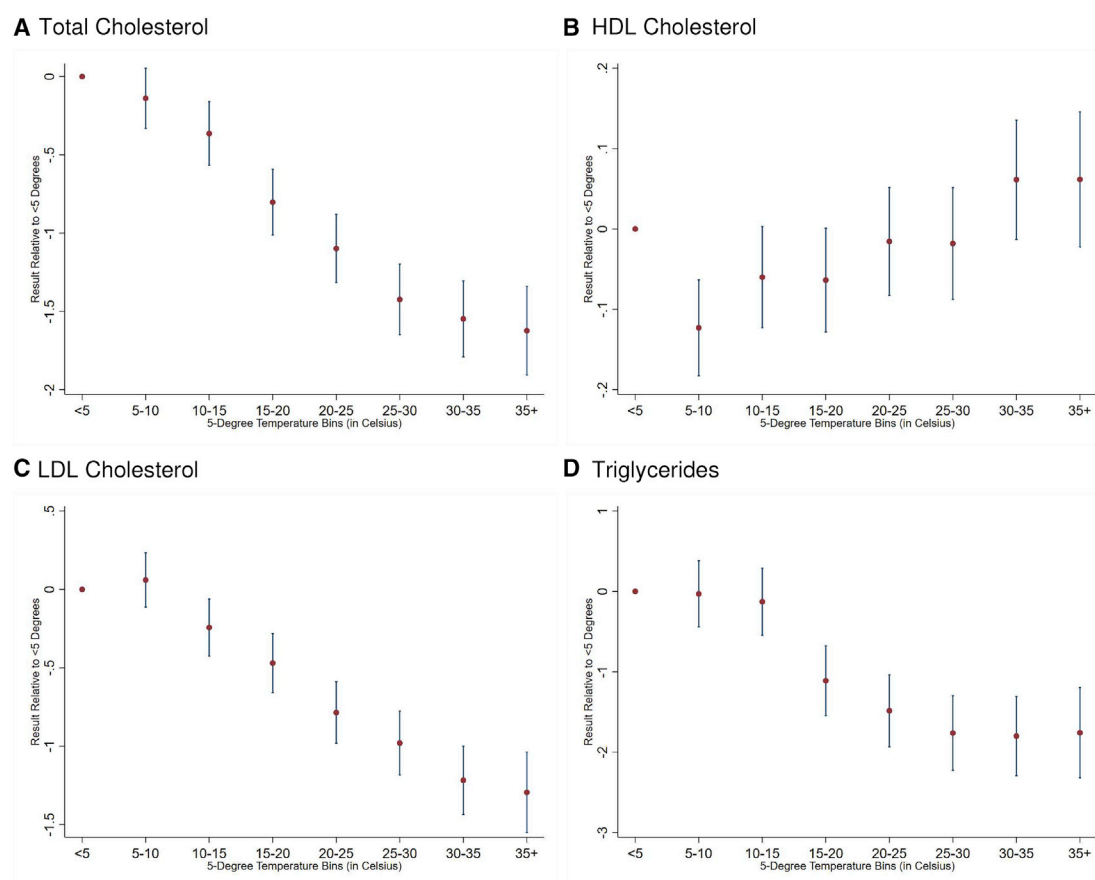 A Total Cholesterol
Result Relative to <5 Degrees
0
-.5
-1
-1.5
-2
<5 5-10 10-15 15-20 20-25 25-30 30-35 35+
5-Degree Temperature Bins (in Celsius)
B HDL Cholesterol
Result Relative to <5 Degrees
.2
.1
0
-.1
-.2
<5 5-10 10-15 15-20 20-25 25-30 30-35 35+
5-Degree Temperature Bins (in Celsius)
C LDL Cholesterol
Result Relative to <5 Degrees
.5
0
-.5
-1
-1.5
<5 5-10 10-15 15-20 20-25 25-30 30-35 35+
5-Degree Temperature Bins (in Celsius)
D Triglycerides
Result Relative to <5 Degrees
1
0
-1
-2
-3
<5 5-10 10-15 15-20 20-25 25-30 30-35 35+
5-Degree Temperature Bins (in Celsius)